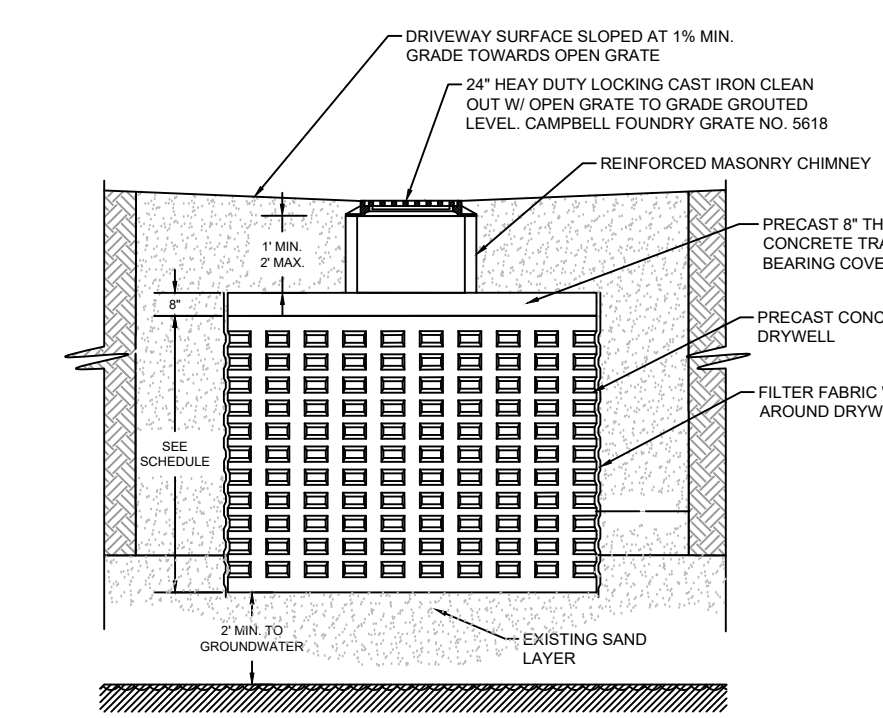 DRIVEWAY SURFACE SLOPED AT 1% MIN.
GRADE TOWARDS OPEN GRATE
24" HEAY DUTY LOCKING CAST IRON CLEAN
OUT W/ OPEN GRATE TO GRADE GROUTED
LEVEL. CAMPBELL FOUNDRY GRATE NO. 5618
REINFORCED MASONRY CHIMNEY
PRECAST 8" TH
CONCRETE TRA
BEARING COVE
1' MIN.
2' MAX.
8"
PRECAST CONC
DRYWELL
FILTER FABRIC
AROUND DRYW
SEE
SCHEDULE
2' MIN. TO
GROUNDWATER
EXISTING SAND
LAYER